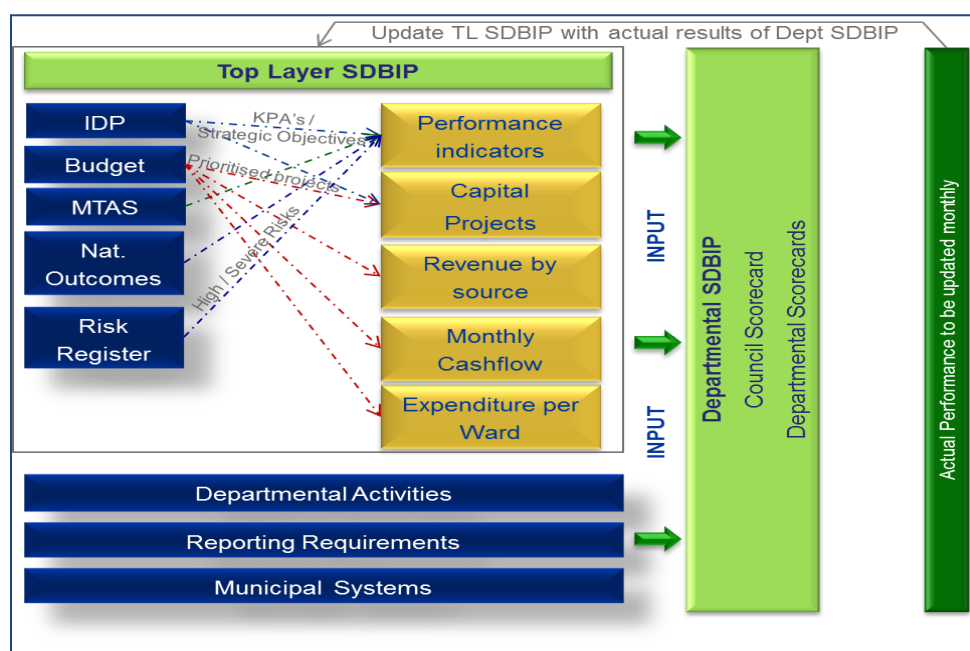 Update TL SDBIP with actual results of Dept SDBIP
Top Layer SDBIP
IDP
Budget
MTAS
Nat.
Outcomes
Risk
Register
KPA's /
Strategic Objectives
Prioritised projects
High / Severe Risks
Performance
indicators
Capital
Projects
Revenue by
source
Monthly
Cashflow
Expenditure per
Ward
INPUT
INPUT
Departmental SDBIP
Council Scorecard
Departmental Scorecards
Actual Performance to be updated monthly
Departmental Activities
Reporting Requirements
Municipal Systems